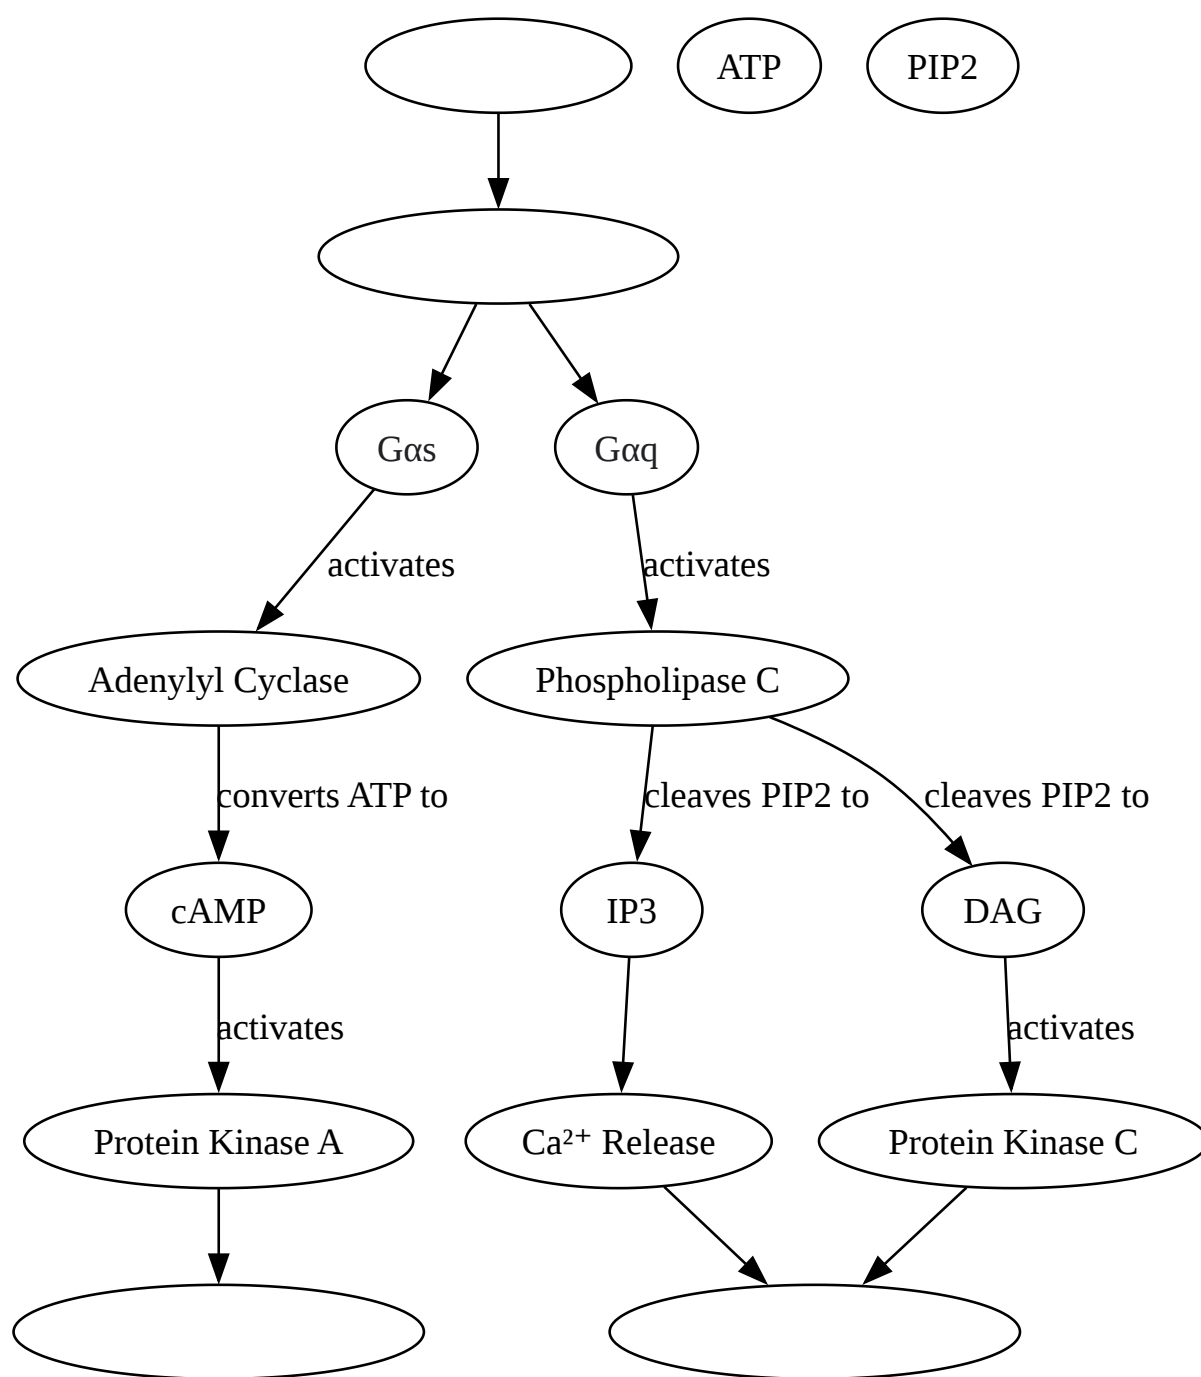 ATP
PIP2
Gαs
Gαq
activates
activates
Adenylyl Cyclase
Phospholipase C
converts ATP to
cleaves PIP2 to
cleaves PIP2 to
cAMP
IP3
DAG
activates
activates
Protein Kinase A
Ca²⁺ Release
Protein Kinase C